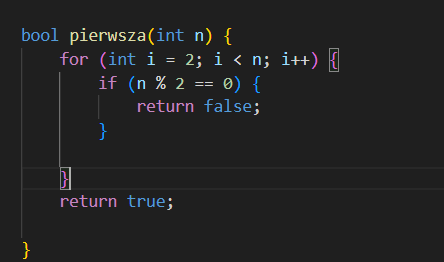 bool pierwsza(int n) {
    for (int i = 2; i < n; i++) {
        if (n % 2 == 0) {
            return false;
        }
    }
    return true;
}